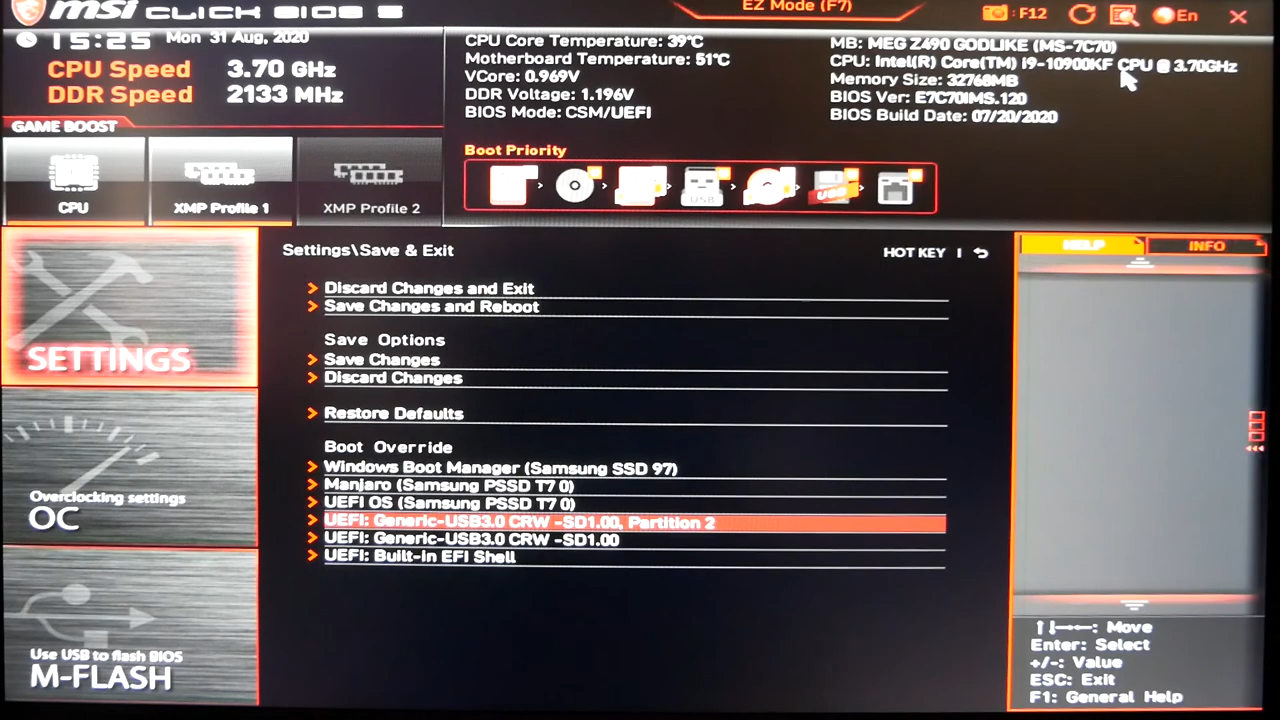 msi CLICK BIOS 5
EZ Mode (F7)
: F12
En
15:25 Mon 31 Aug, 2020
CPU Speed 3.70 GHz
DDR Speed 2133 MHz
CPU Core Temperature: 39°C
Motherboard Temperature: 51°C
VCore: 0.969V
DDR Voltage: 1.196V
BIOS Mode: CSM/UEFI
MB: MEG Z490 GODLIKE (MS-7C70)
CPU: Intel(R) Core(TM) i9-10900KF CPU @ 3.70GHz
Memory Size: 32768MB
BIOS Ver: E7C70IMS.120
BIOS Build Date: 07/20/2020
GAME BOOST
CPU
XMP Profile 1
XMP Profile 2
Boot Priority
USB
USB
SETTINGS
Overclocking settings
OC
Use USB to flash BIOS
M-FLASH
Settings\Save & Exit
HOT KEY |
> Discard Changes and Exit
> Save Changes and Reboot
Save Options
> Save Changes
> Discard Changes
> Restore Defaults
Boot Override
> Windows Boot Manager (Samsung SSD 97)
> Manjaro (Samsung PSSD T7 0)
> UEFI OS (Samsung PSSD T7 0)
> UEFI: Generic-USB3.0 CRW -SD1.00, Partition 2
> UEFI: Generic-USB3.0 CRW -SD1.00
> UEFI: Built-in EFI Shell
HELP
INFO
↑↓→←: Move
Enter: Select
+/-: Value
ESC: Exit
F1: General Help